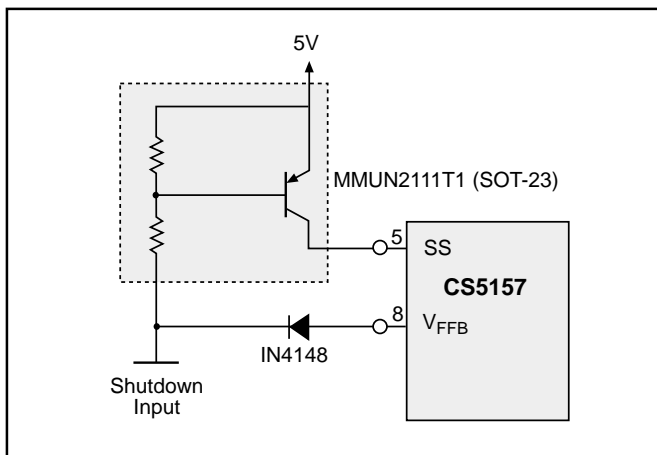 5V
MMUN2111T1 (SOT-23)
5
SS
CS5157
8
VFFB
IN4148
Shutdown
Input